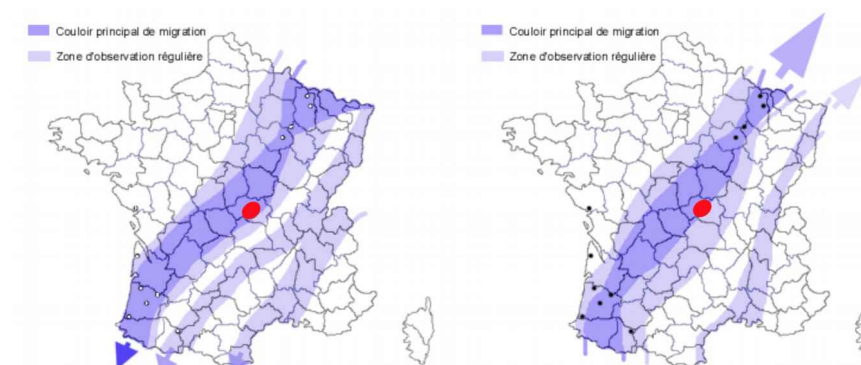 Couloir principal de migration
Zone d'observation régulière
Couloir principal de migration
Zone d'observation régulière